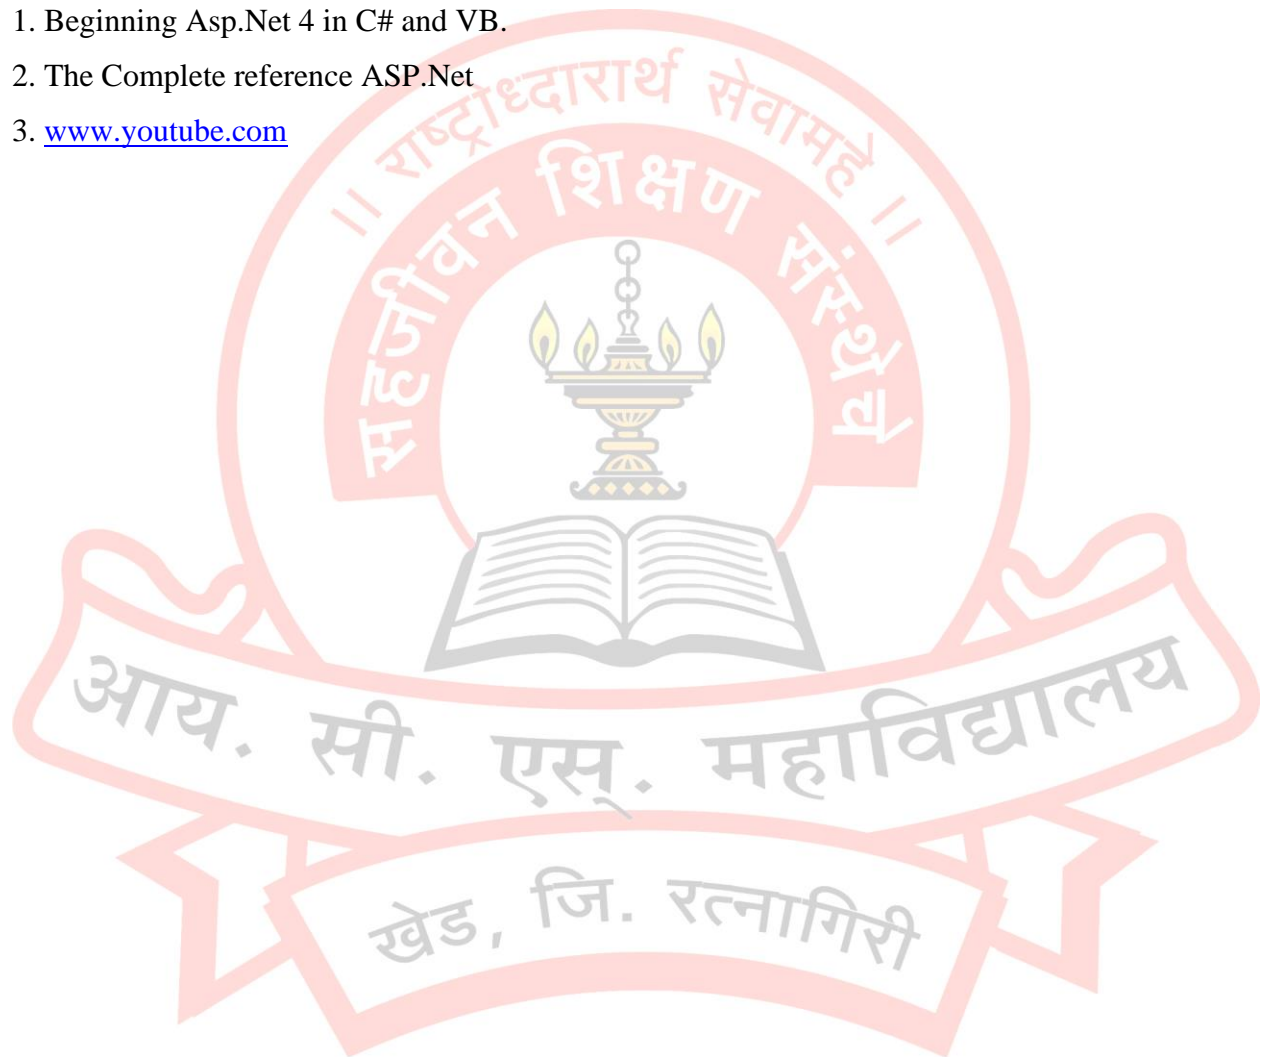 1. Beginning Asp.Net 4 in C# and VB.
2. The Complete reference ASP.Net
3. www.youtube.com
॥ राष्ट्रोध्दारार्थ सेवामहे ॥
सहजीवन शिक्षण संस्थेचे
आय. सी. एस्. महाविद्यालय
खेड, जि. रत्नागिरी